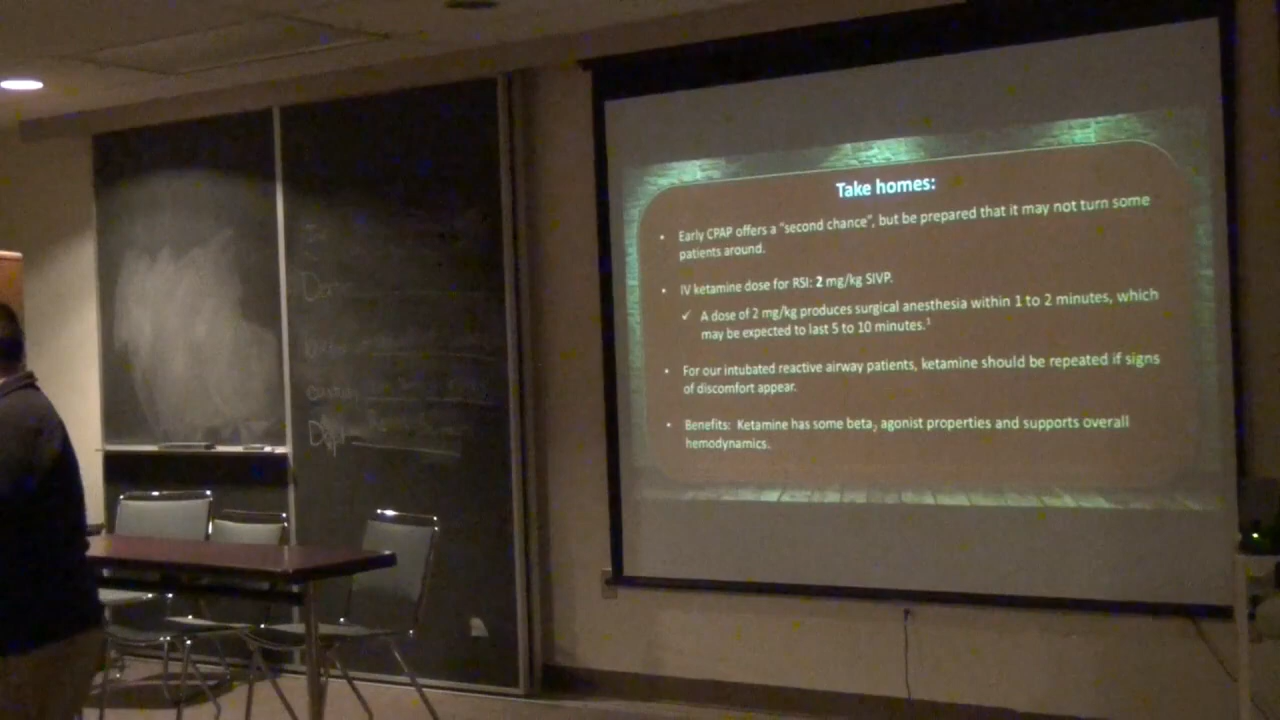 Take homes:
• Early CPAP offers a "second chance", but be prepared that it may not turn some
patients around.
• IV ketamine dose for RSI: 2 mg/kg SIVP.
✓ A dose of 2 mg/kg produces surgical anesthesia within 1 to 2 minutes, which
may be expected to last 5 to 10 minutes.¹
• For our intubated reactive airway patients, ketamine should be repeated if signs
of discomfort appear.
• Benefits: Ketamine has some beta₂ agonist properties and supports overall
hemodynamics.